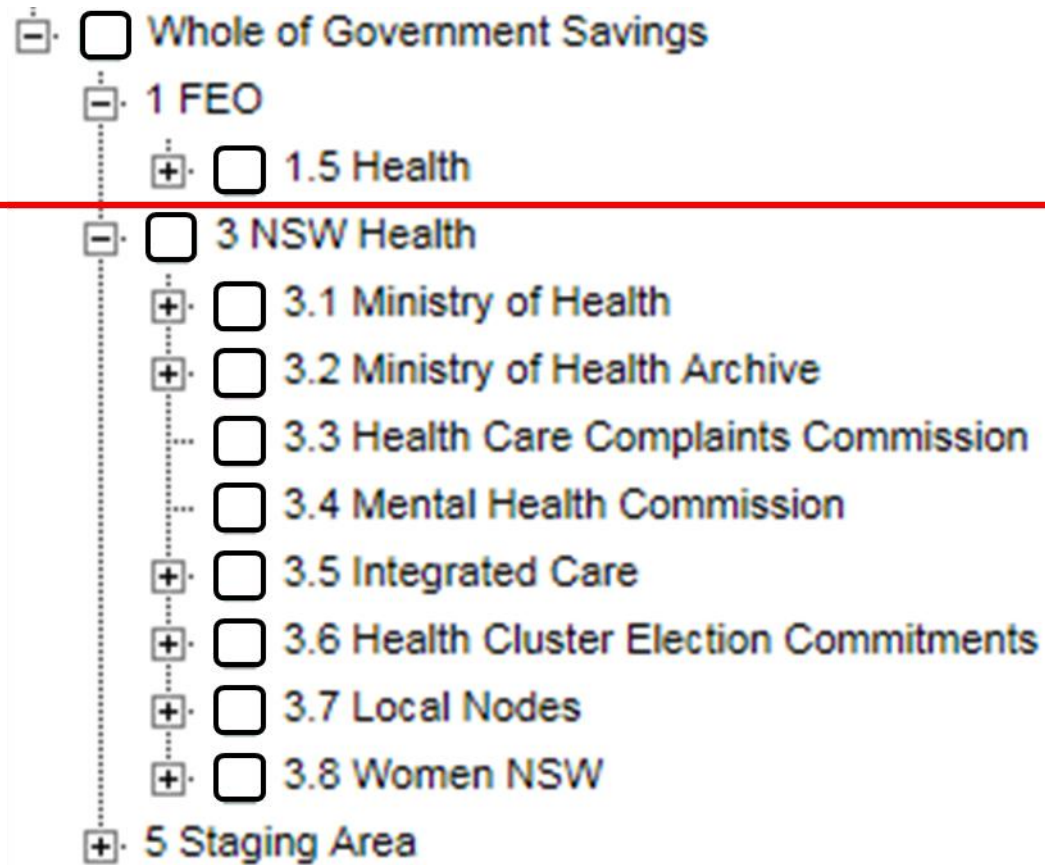 Whole of Government Savings
1 FEO
1.5 Health
3 NSW Health
3.1 Ministry of Health
3.2 Ministry of Health Archive
3.3 Health Care Complaints Commission
3.4 Mental Health Commission
3.5 Integrated Care
3.6 Health Cluster Election Commitments
3.7 Local Nodes
3.8 Women NSW
5 Staging Area